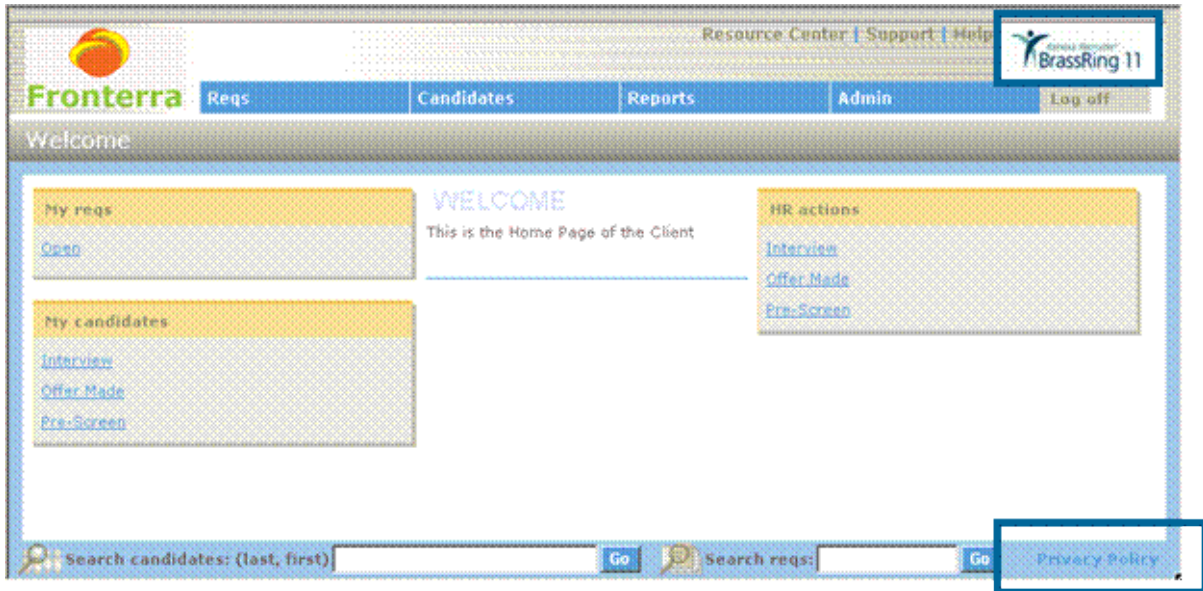 Resource Center | Support | Help
BrassRing 11
Fronterra
Reqs Candidates Reports Admin Log off
Welcome
My reqs
Open
WELCOME
This is the Home Page of the Client
HR actions
Interview
Offer Made
Pre-Screen
My candidates
Interview
Offer Made
Pre-Screen
Search candidates: (last, first) Go Search reqs: Go Privacy Policy